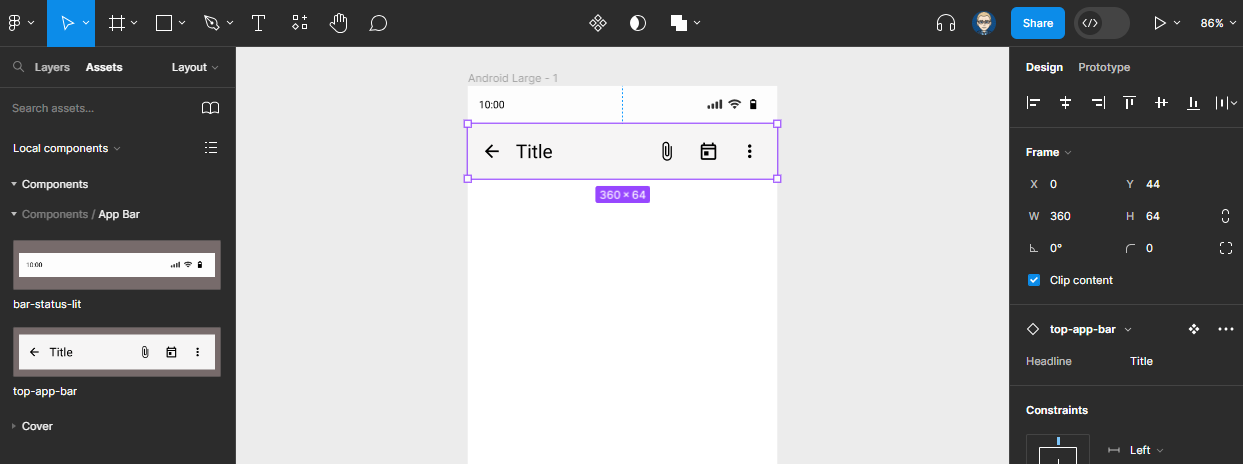 Share
86%
Layers Assets Layout
Search assets...
Local components
Components
Components / App Bar
10:00
bar-status-lit
Title
top-app-bar
Cover
Android Large - 1
10:00
Title
360 × 64
Design Prototype
Frame
X 0 Y 44
W 360 H 64
0° 0
Clip content
top-app-bar
Headline Title
Constraints
Left